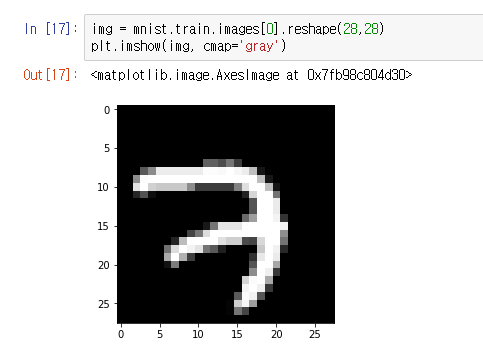 In [17]: img = mnist.train.images[0].reshape(28,28)
plt.imshow(img, cmap='gray')
Out[17]: <matplotlib.image.AxesImage at 0x7fb98c804d30>
0
5
10
15
20
25
0 5 10 15 20 25